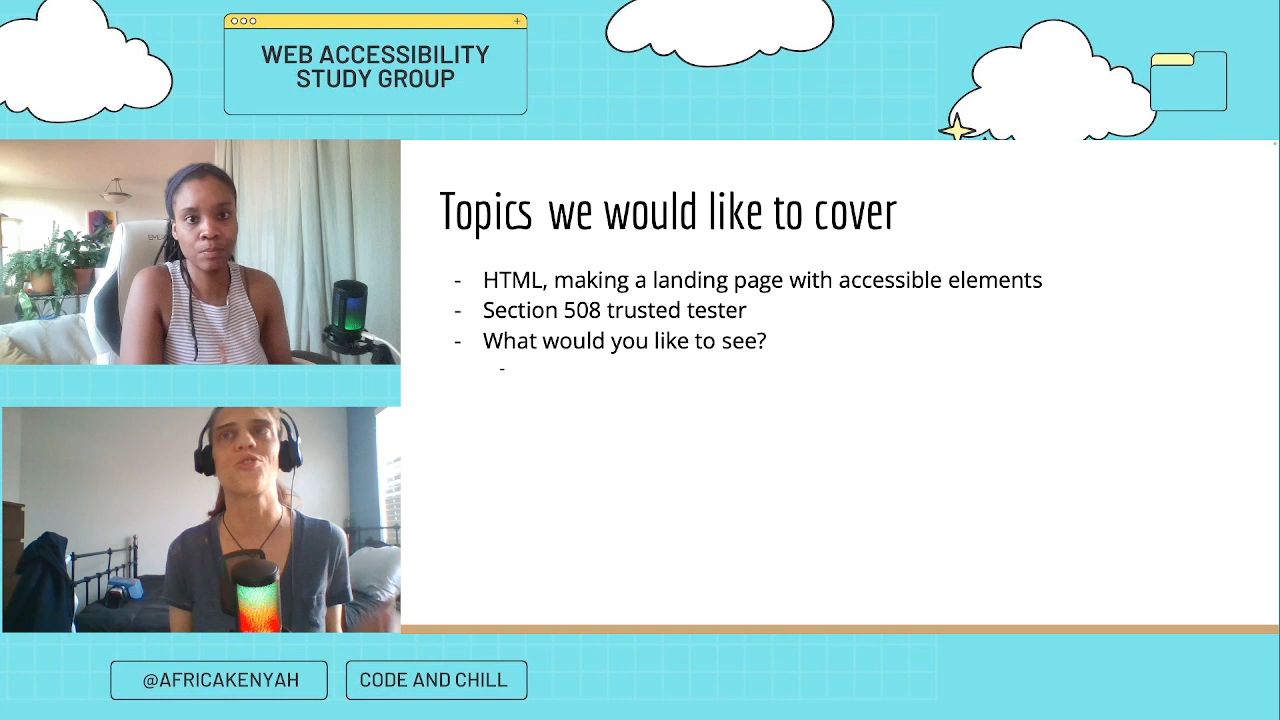 WEB ACCESSIBILITY
STUDY GROUP
Topics we would like to cover
- HTML, making a landing page with accessible elements
- Section 508 trusted tester
- What would you like to see?
-
@AFRICAKENYAH
CODE AND CHILL